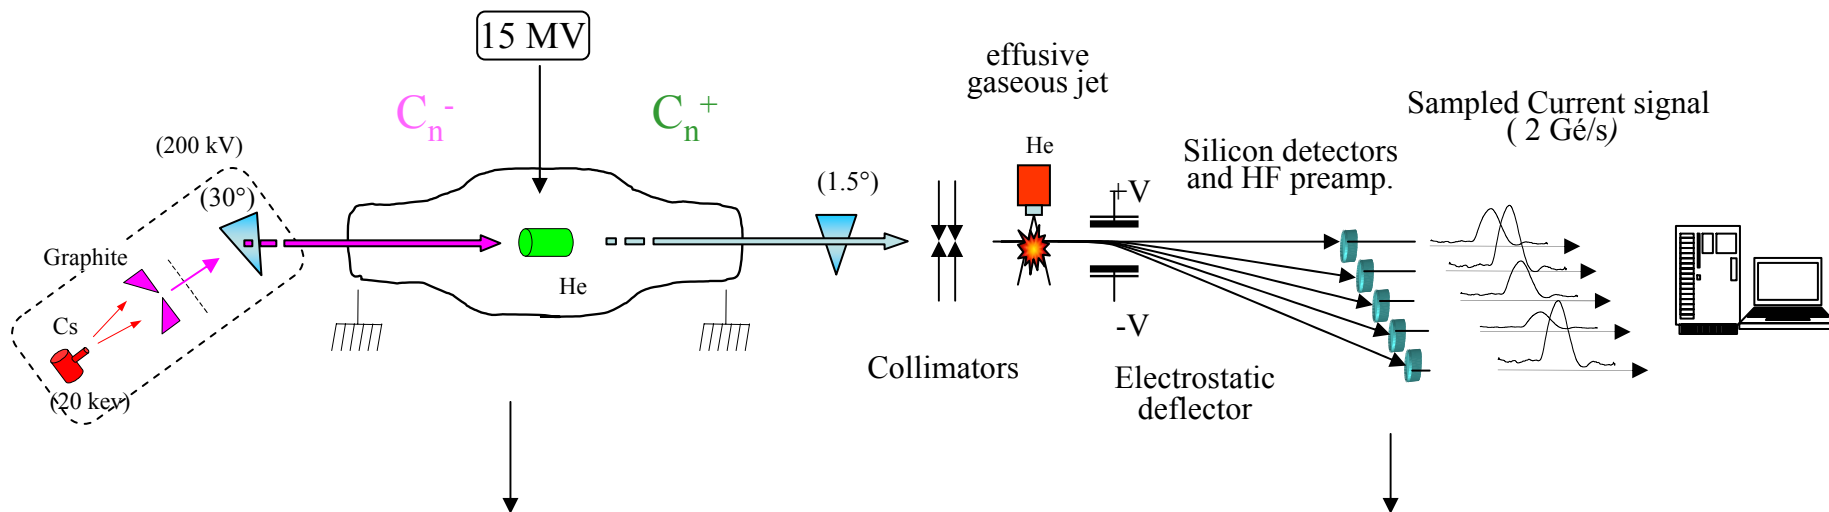 15 MV
effusive
gaseous jet
Cn-
Cn+
Sampled Current signal
( 2 Gé/s)
(200 kV)
He
Silicon detectors
and HF preamp.
(30°)
(1.5°)
+V
Graphite
He
Cs
-V
Collimators
Electrostatic
deflector
(20 kev)